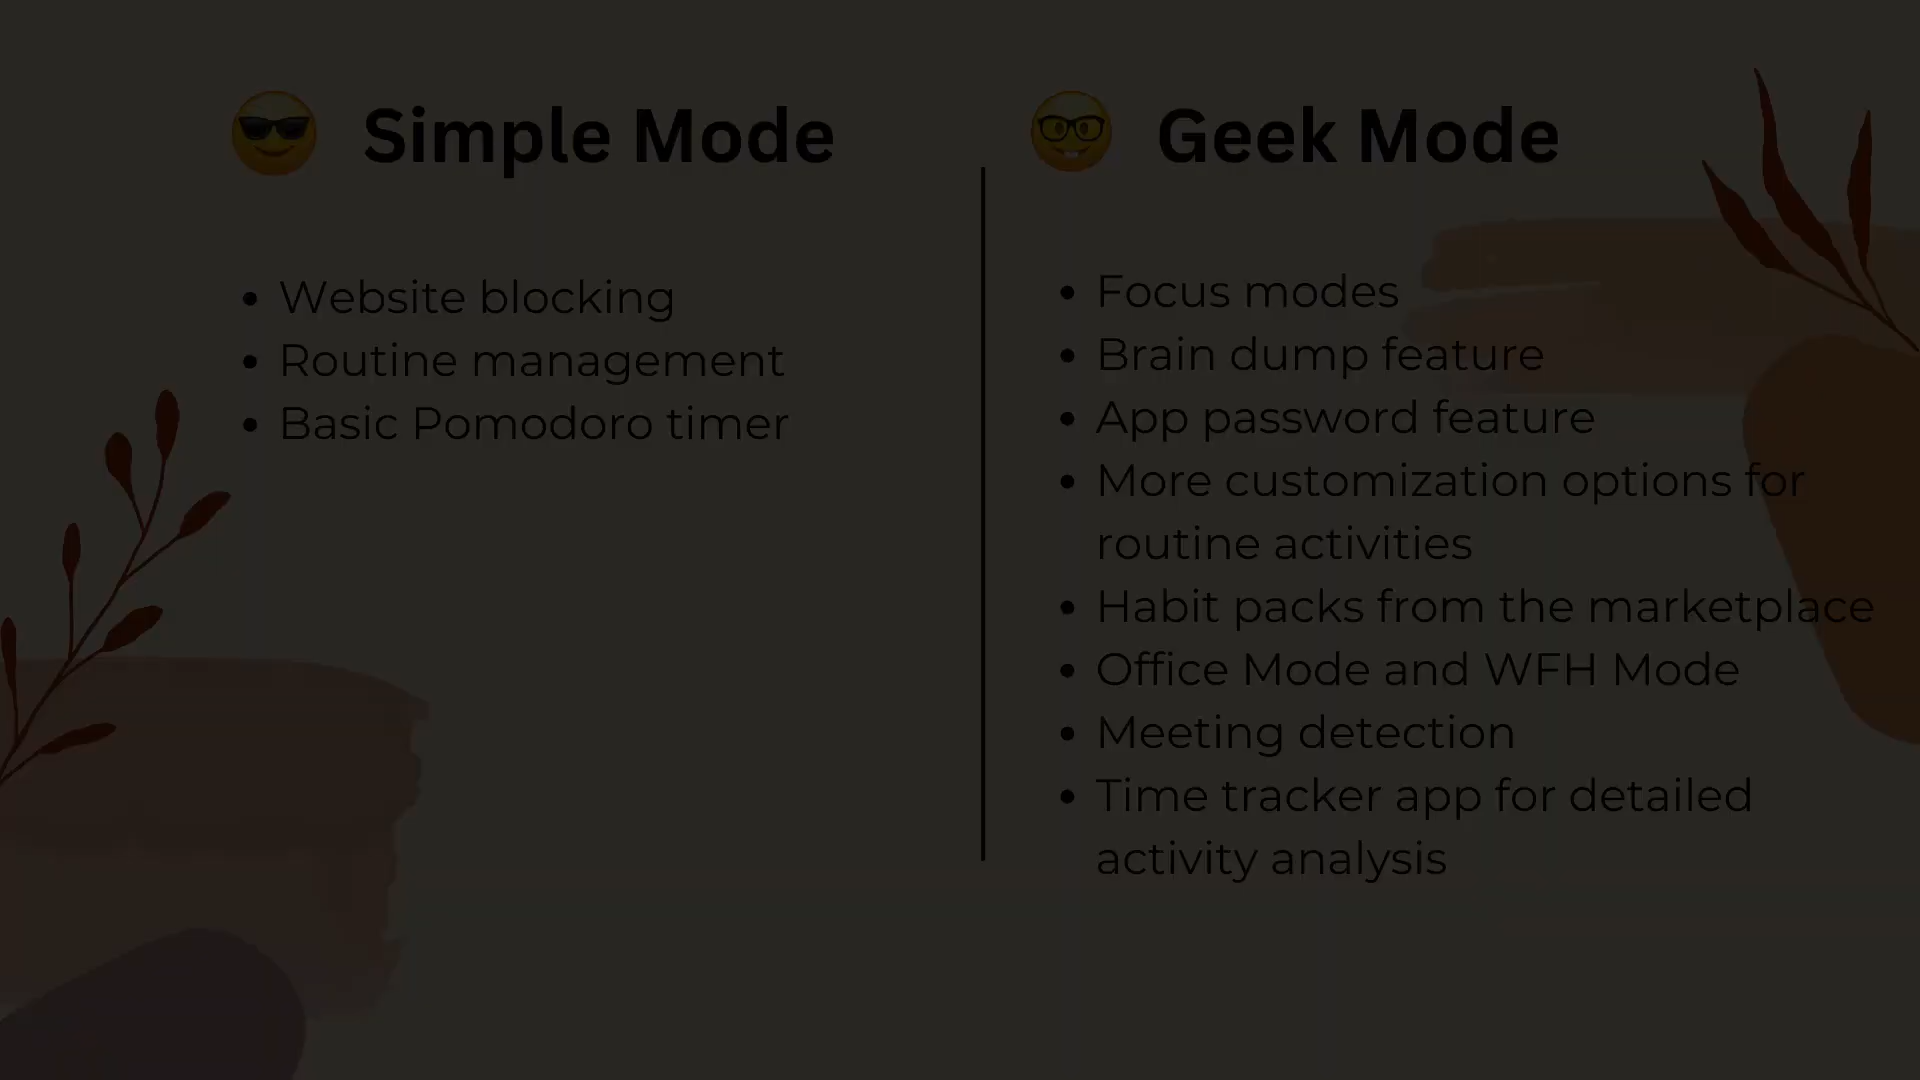 Simple Mode
• Website blocking
• Routine management
• Basic Pomodoro timer
Geek Mode
• Focus modes
• Brain dump feature
• App password feature
• More customization options for
routine activities
• Habit packs from the marketplace
• Office Mode and WFH Mode
• Meeting detection
• Time tracker app for detailed
activity analysis